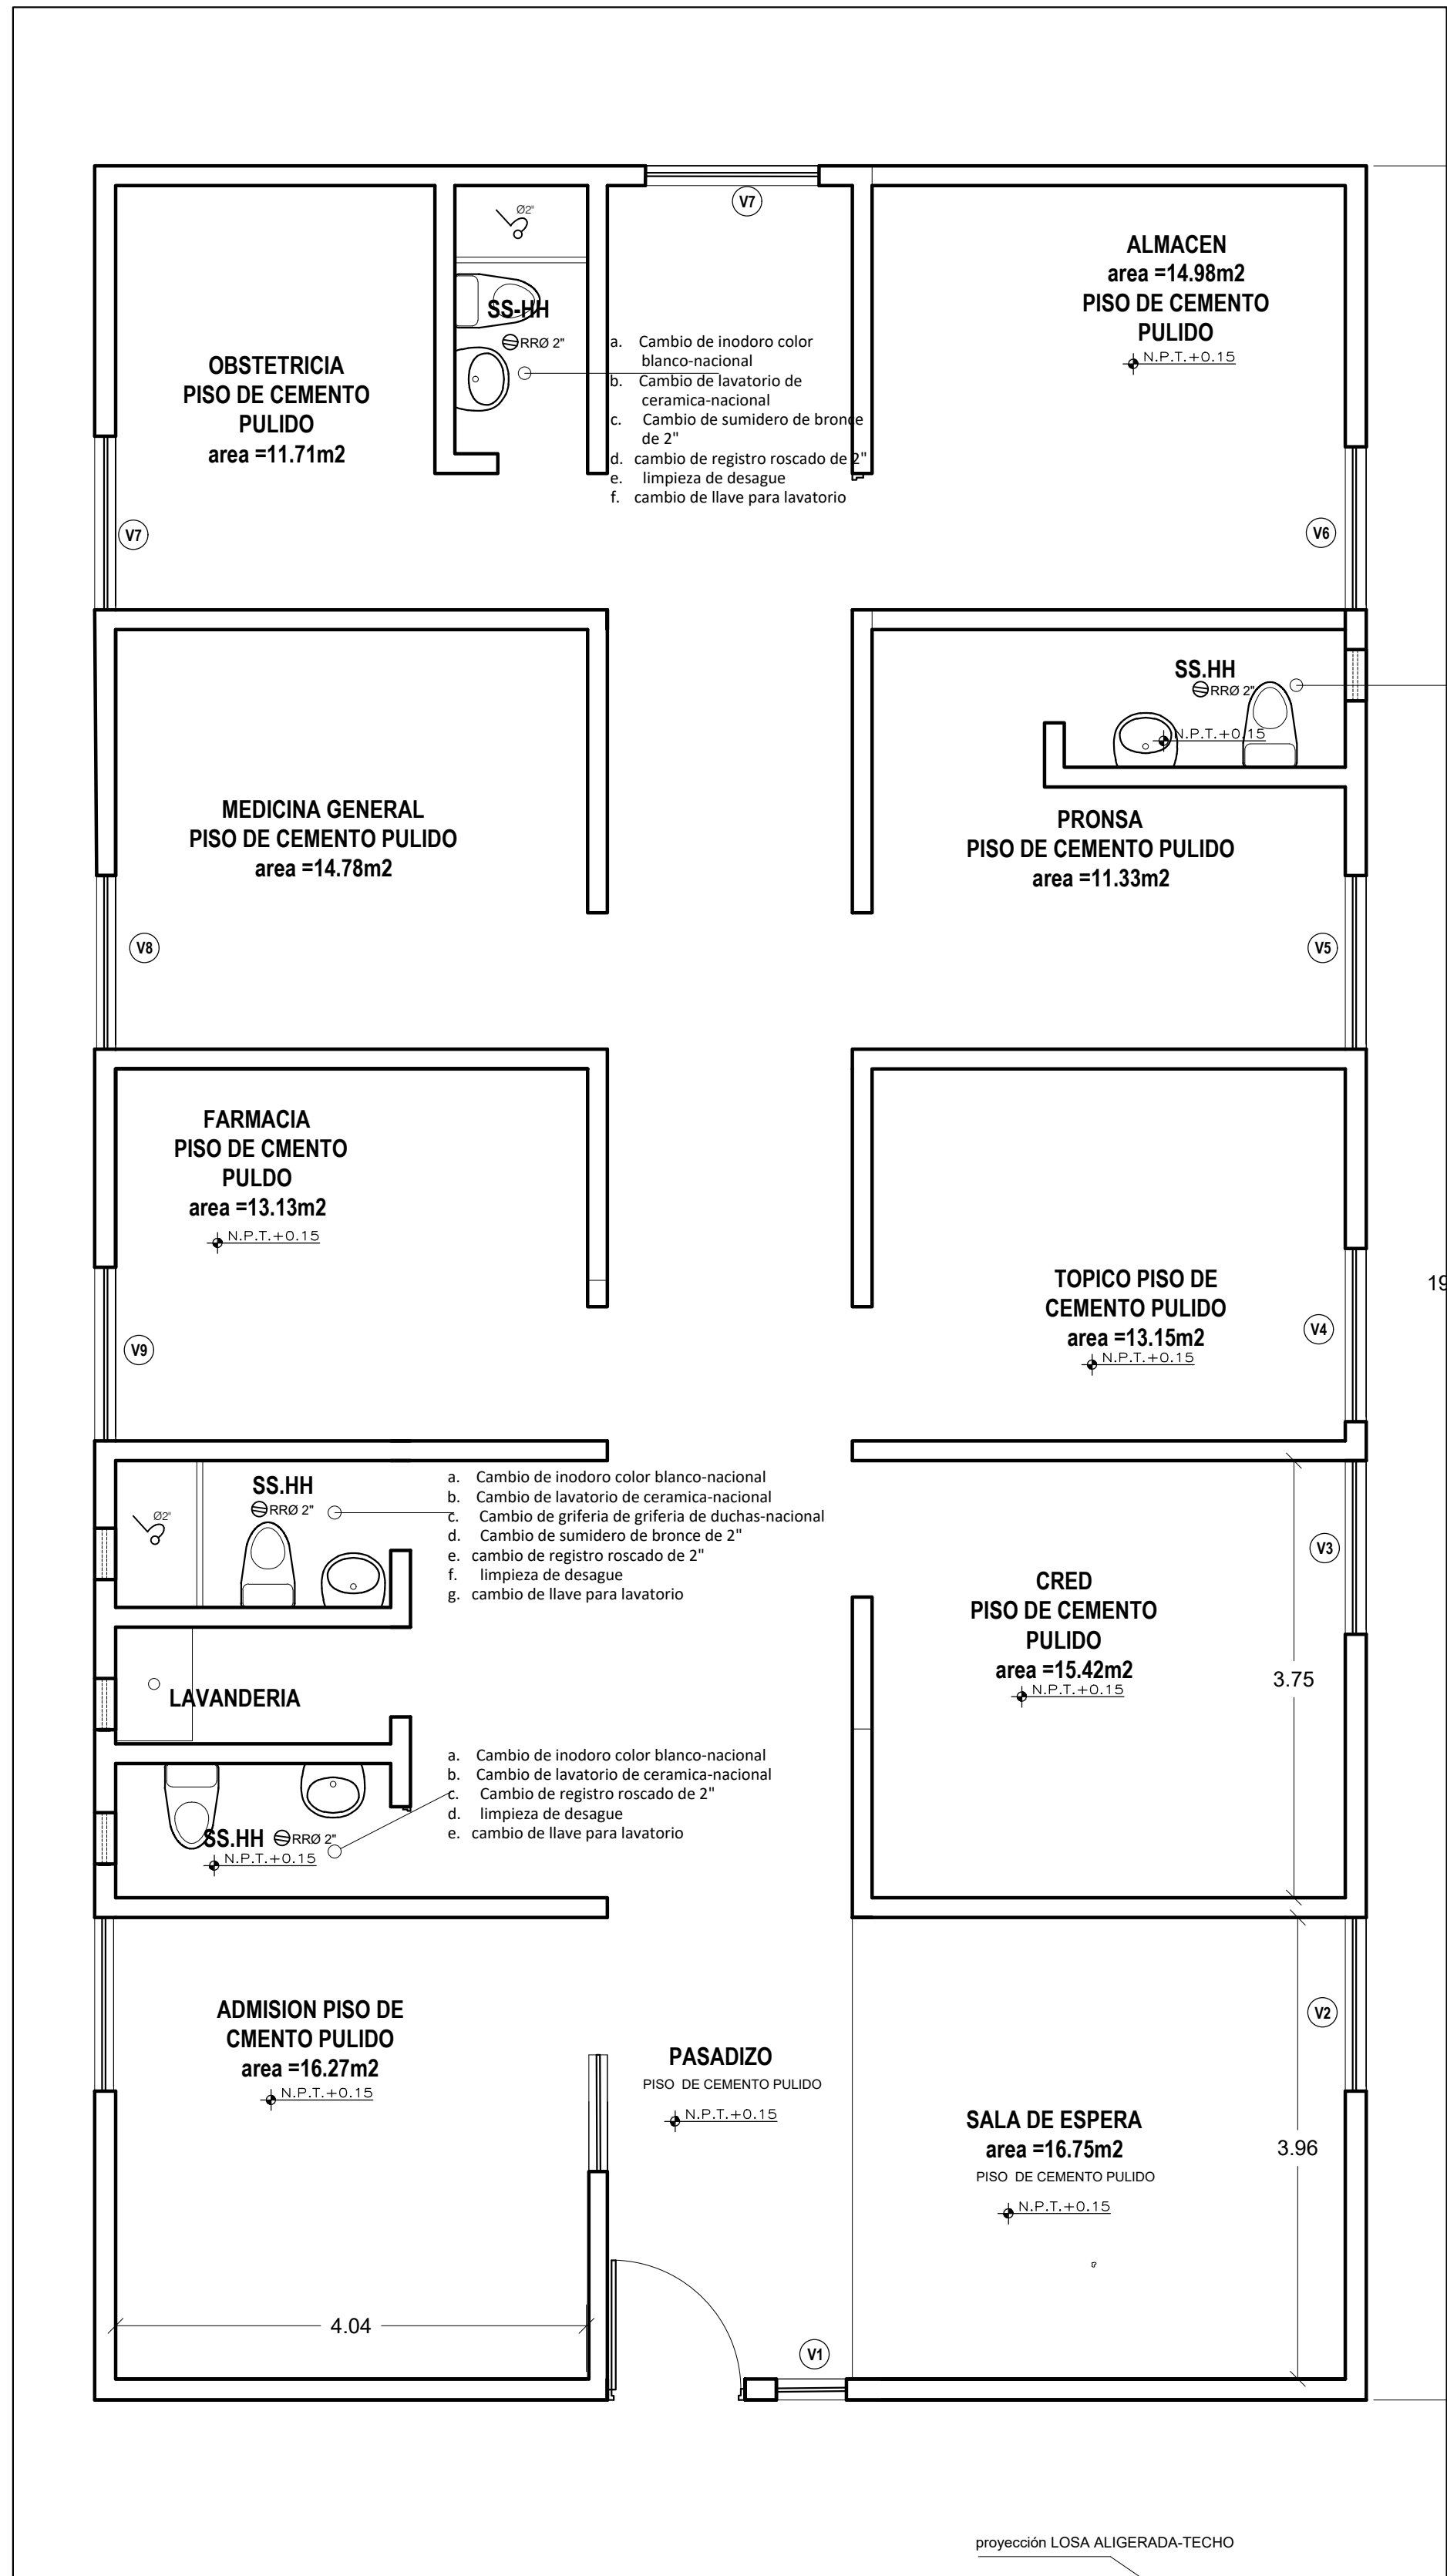 V7
Ø2"
SS-HH
RRØ 2"
a. Cambio de inodoro color
blanco-nacional
b. Cambio de lavatorio de
ceramica-nacional
c. Cambio de sumidero de bronce
de 2"
d. cambio de registro roscado de 2"
e. limpieza de desague
f. cambio de llave para lavatorio
ALMACEN
area =14.98m2
PISO DE CEMENTO
PULIDO
N.P.T.+0.15
OBSTETRICIA
PISO DE CEMENTO
PULIDO
area =11.71m2
V7
V6
SS.HH
RRØ 2"
N.P.T.+0.15
MEDICINA GENERAL
PISO DE CEMENTO PULIDO
area =14.78m2
PRONSA
PISO DE CEMENTO PULIDO
area =11.33m2
V8
V5
FARMACIA
PISO DE CMENTO
PULDO
area =13.13m2
N.P.T.+0.15
TOPICO PISO DE
CEMENTO PULIDO
area =13.15m2
N.P.T.+0.15
19
V4
V9
SS.HH
RRØ 2"
Ø2"
a. Cambio de inodoro color blanco-nacional
b. Cambio de lavatorio de ceramica-nacional
c. Cambio de griferia de griferia de duchas-nacional
d. Cambio de sumidero de bronce de 2"
e. cambio de registro roscado de 2"
f. limpieza de desague
g. cambio de llave para lavatorio
V3
CRED
PISO DE CEMENTO
PULIDO
area =15.42m2
N.P.T.+0.15
3.75
LAVANDERIA
a. Cambio de inodoro color blanco-nacional
b. Cambio de lavatorio de ceramica-nacional
c. Cambio de registro roscado de 2"
d. limpieza de desague
e. cambio de llave para lavatorio
SS.HH
RRØ 2"
N.P.T.+0.15
ADMISION PISO DE
CMENTO PULIDO
area =16.27m2
N.P.T.+0.15
V2
PASADIZO
PISO DE CEMENTO PULIDO
N.P.T.+0.15
SALA DE ESPERA
area =16.75m2
PISO DE CEMENTO PULIDO
N.P.T.+0.15
3.96
4.04
V1
proyección LOSA ALIGERADA-TECHO